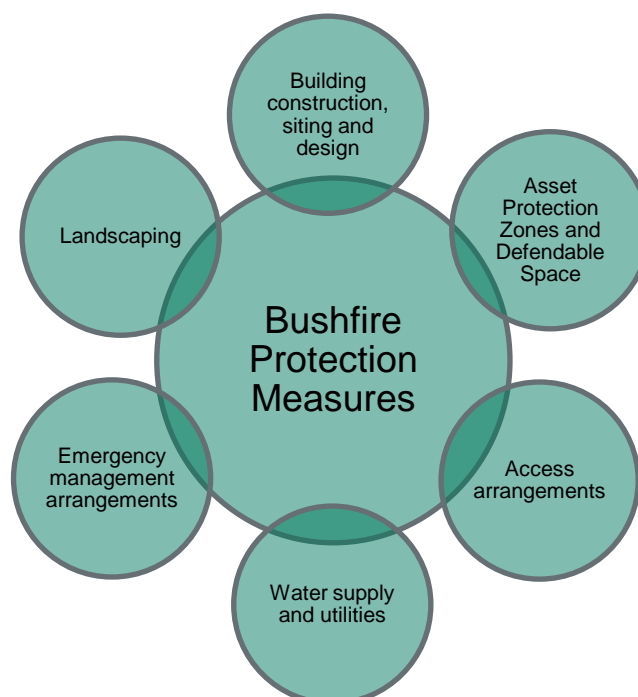 Building
construction,
siting and
design
Asset
Protection
Zones and
Defendable
Space
Landscaping
Bushfire
Protection
Measures
Emergency
management
arrangements
Access
arrangements
Water supply
and utilities